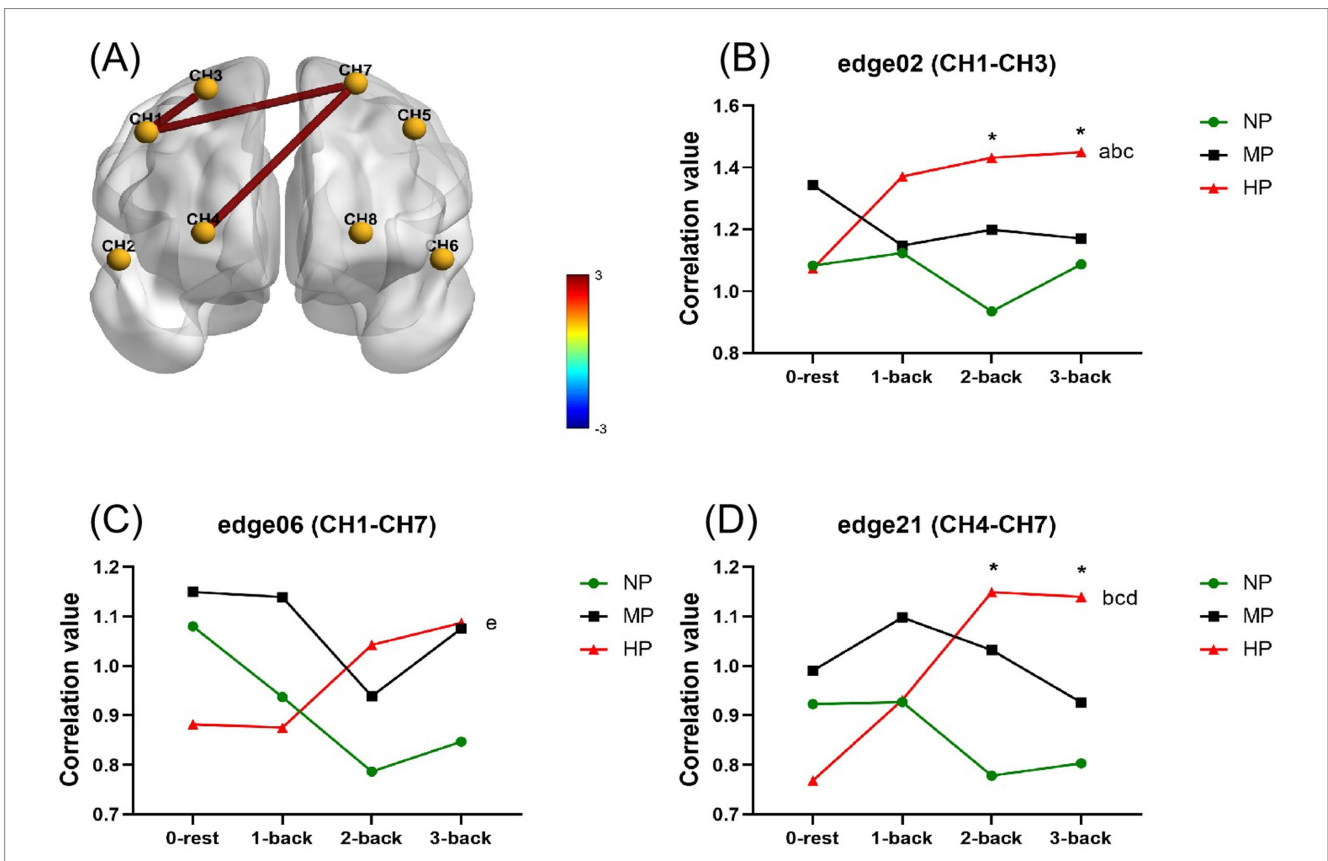 (A)
CH3
CH7
CH1
CH5
CH4
CH8
CH2
CH6
3
-3
(B)
edge02 (CH1-CH3)
Correlation value
1.6
1.4
1.2
1.0
0.8
0-rest 1-back 2-back 3-back
* *
abc
NP
MP
HP
(C)
edge06 (CH1-CH7)
Correlation value
1.2
1.1
1.0
0.9
0.8
0.7
0-rest 1-back 2-back 3-back
e
NP
MP
HP
(D)
edge21 (CH4-CH7)
Correlation value
1.2
1.1
1.0
0.9
0.8
0.7
0-rest 1-back 2-back 3-back
* *
bcd
NP
MP
HP